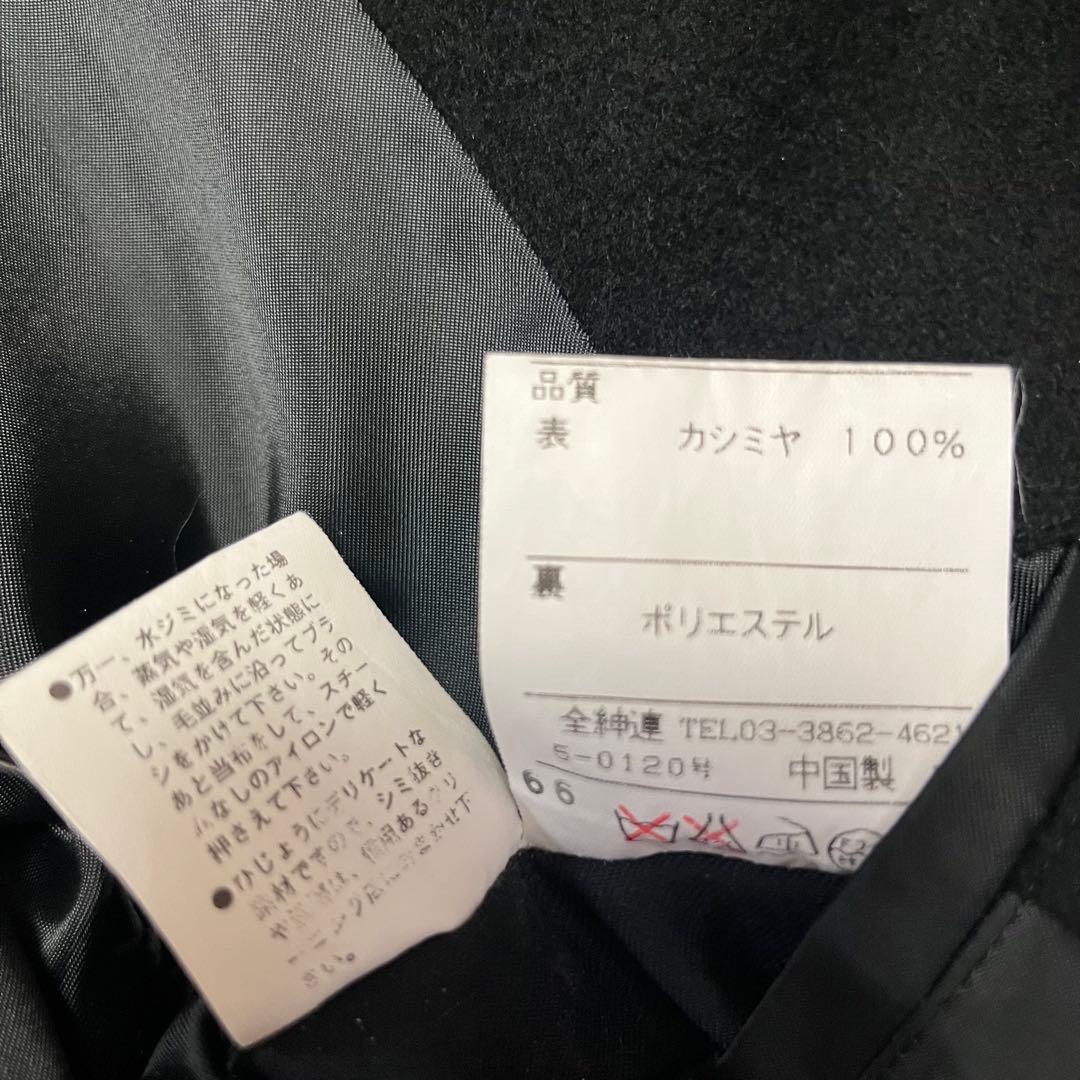 品質
表 カシミヤ 100%
裏
ポリエステル
全紳連 TEL03-3862-4621
5-0120号 中国製
66
●万一、水ジミになった場
合、蒸気や湿気を軽くあ
て、湿気を含んだ状態に
し、毛並みに沿ってブラ
シをかけて下さい。その
あと当布をして、スチー
ムなしのアイロンで軽く
押さえて下さい。
●ひじょうにデリケートな
素材ですので、シミ抜き
や 信用あるクリ
ーニング店におまかせ下
さい。